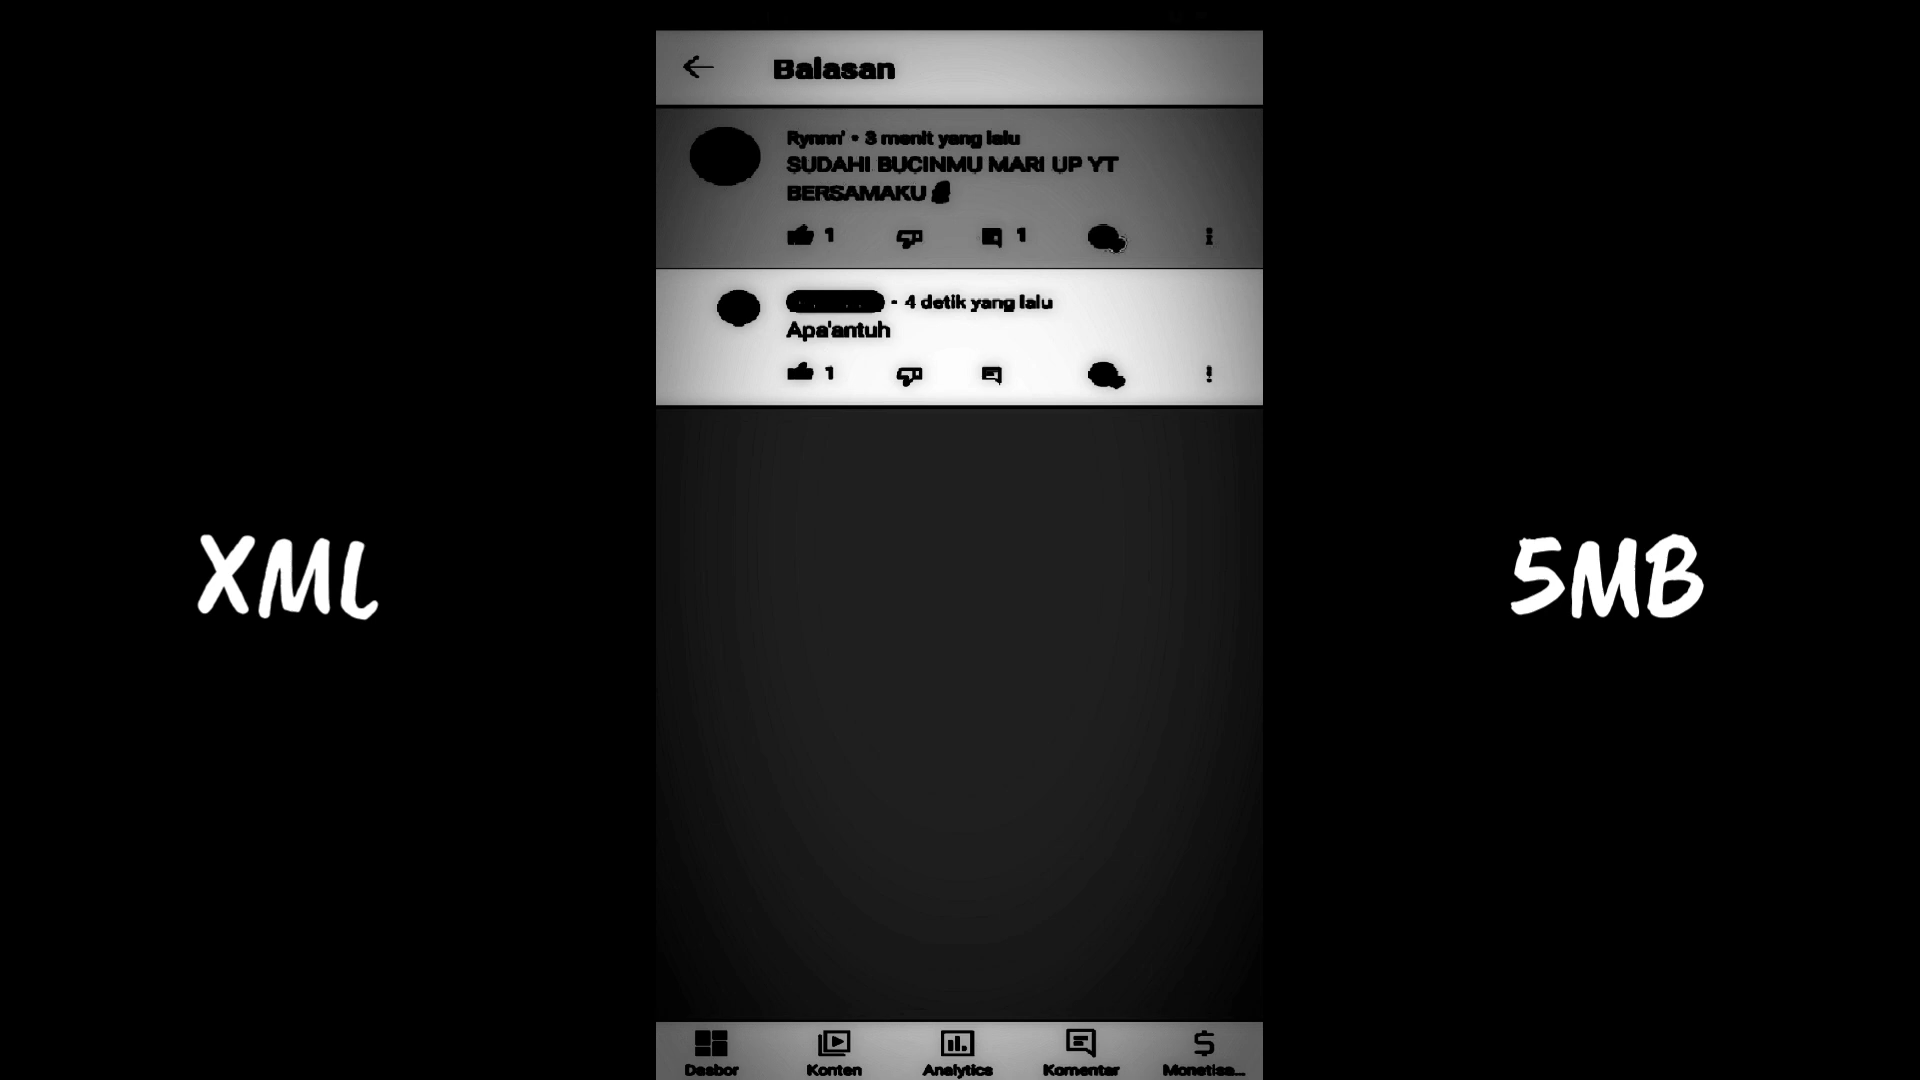 Balasan
Rynnn' • 3 menit yang lalu
SUDAHI BUCINMU MARI UP YT
BERSAMAKU
1
1
• 4 detik yang lalu
Apa'antuh
1
XML
5MB
Dasbor
Konten
Analytics
Komentar
Monetisa...